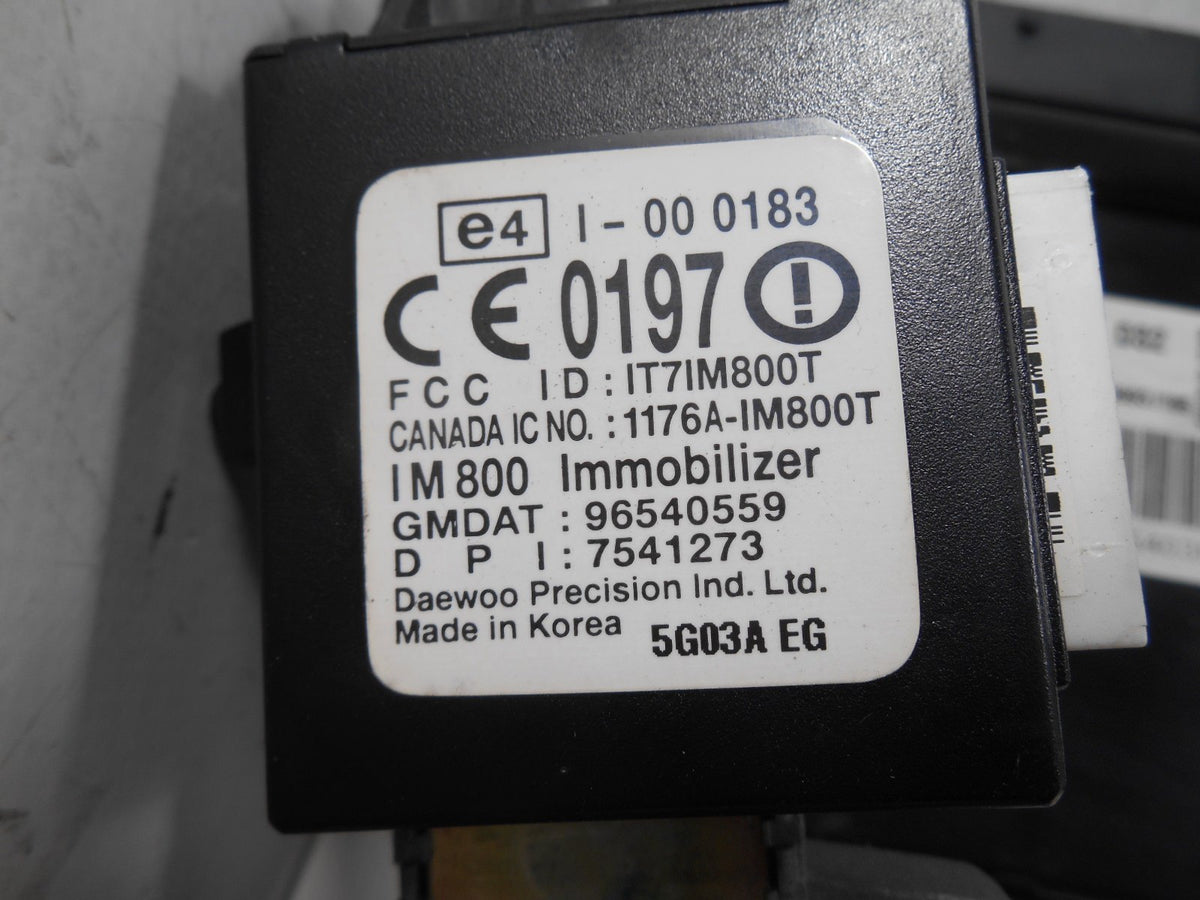 e4 I - 00 0183
CE 0197 !
FCC ID : IT7IM800T
CANADA IC NO. : 1176A-IM800T
IM 800 Immobilizer
GMDAT : 96540559
D P I : 7541273
Daewoo Precision Ind. Ltd.
Made in Korea 5G03A EG